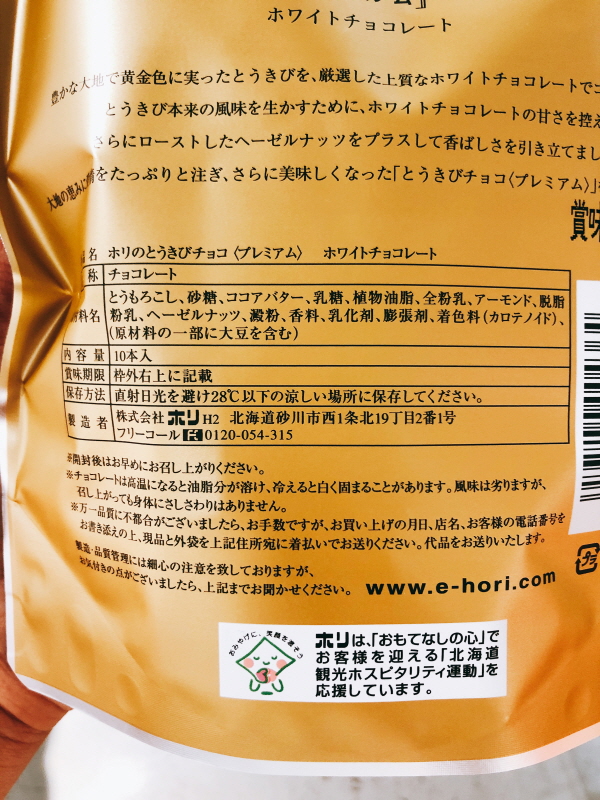 ホワイトチョコレート
豊かな大地で黄金色に実ったとうきびを、厳選した上質なホワイトチョコレートでコ
とうきび本来の風味を生かすために、ホワイトチョコレートの甘さを控え
さらにローストしたヘーゼルナッツをプラスして香ばしさを引き立てまし
大地の恵みに をたっぷりと注ぎ、さらに美味しくなった「とうきびチョコ〈プレミアム〉」
賞味
名 ホリのとうきびチョコ〈プレミアム〉 ホワイトチョコレート
称 チョコレート
料名 とうもろこし、砂糖、ココアバター、乳糖、植物油脂、全粉乳、アーモンド、脱脂
粉乳、ヘーゼルナッツ、澱粉、香料、乳化剤、膨張剤、着色料(カロテノイド)、
(原材料の一部に大豆を含む)
内容量 10本入
賞味期限 枠外右上に記載
保存方法 直射日光を避け28℃以下の涼しい場所に保存してください。
製造者 株式会社ホリH2 北海道砂川市西1条北19丁目2番1号
フリーコール 0120-054-315
※開封後はお早めにお召し上がりください。
※チョコレートは高温になると油脂分が溶け、冷えると白く固まることがあります。風味は劣りますが、
召し上がっても身体にさしさわりはありません。
※万一品質に不都合がございましたら、お手数ですが、お買い上げの月日、店名、お客様の電話番号を
お書き添えの上、現品と外袋を上記住所宛に着払いでお送りください。代品をお送りいたします。
製造・品質管理には細心の注意を致しておりますが、
お気付きの点がございましたら、上記までお聞かせください。 www.e-hori.com
プラ
おみやげに、笑顔を添えて
ホリは、「おもてなしの心」で
お客様を迎える「北海道
観光ホスピタリティ運動」を
応援しています。